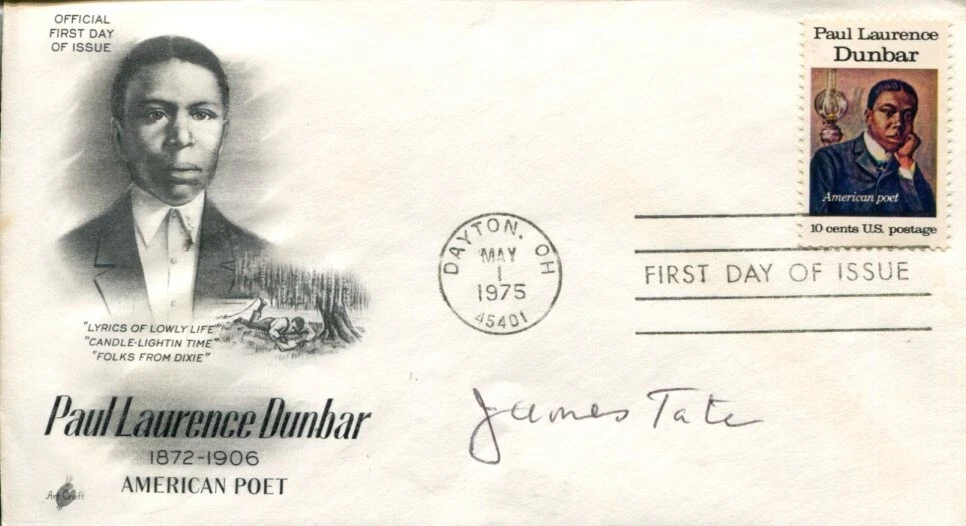 OFFICIAL
FIRST DAY
OF ISSUE
"LYRICS OF LOWLY LIFE"
"CANDLE-LIGHTIN TIME"
"FOLKS FROM DIXIE"
Paul Laurence Dunbar
1872-1906
AMERICAN POET
Art Craft
DAYTON, OH
MAY
1
1975
45401
Paul Laurence
Dunbar
American poet
10 cents U.S. postage
FIRST DAY OF ISSUE
James Tate